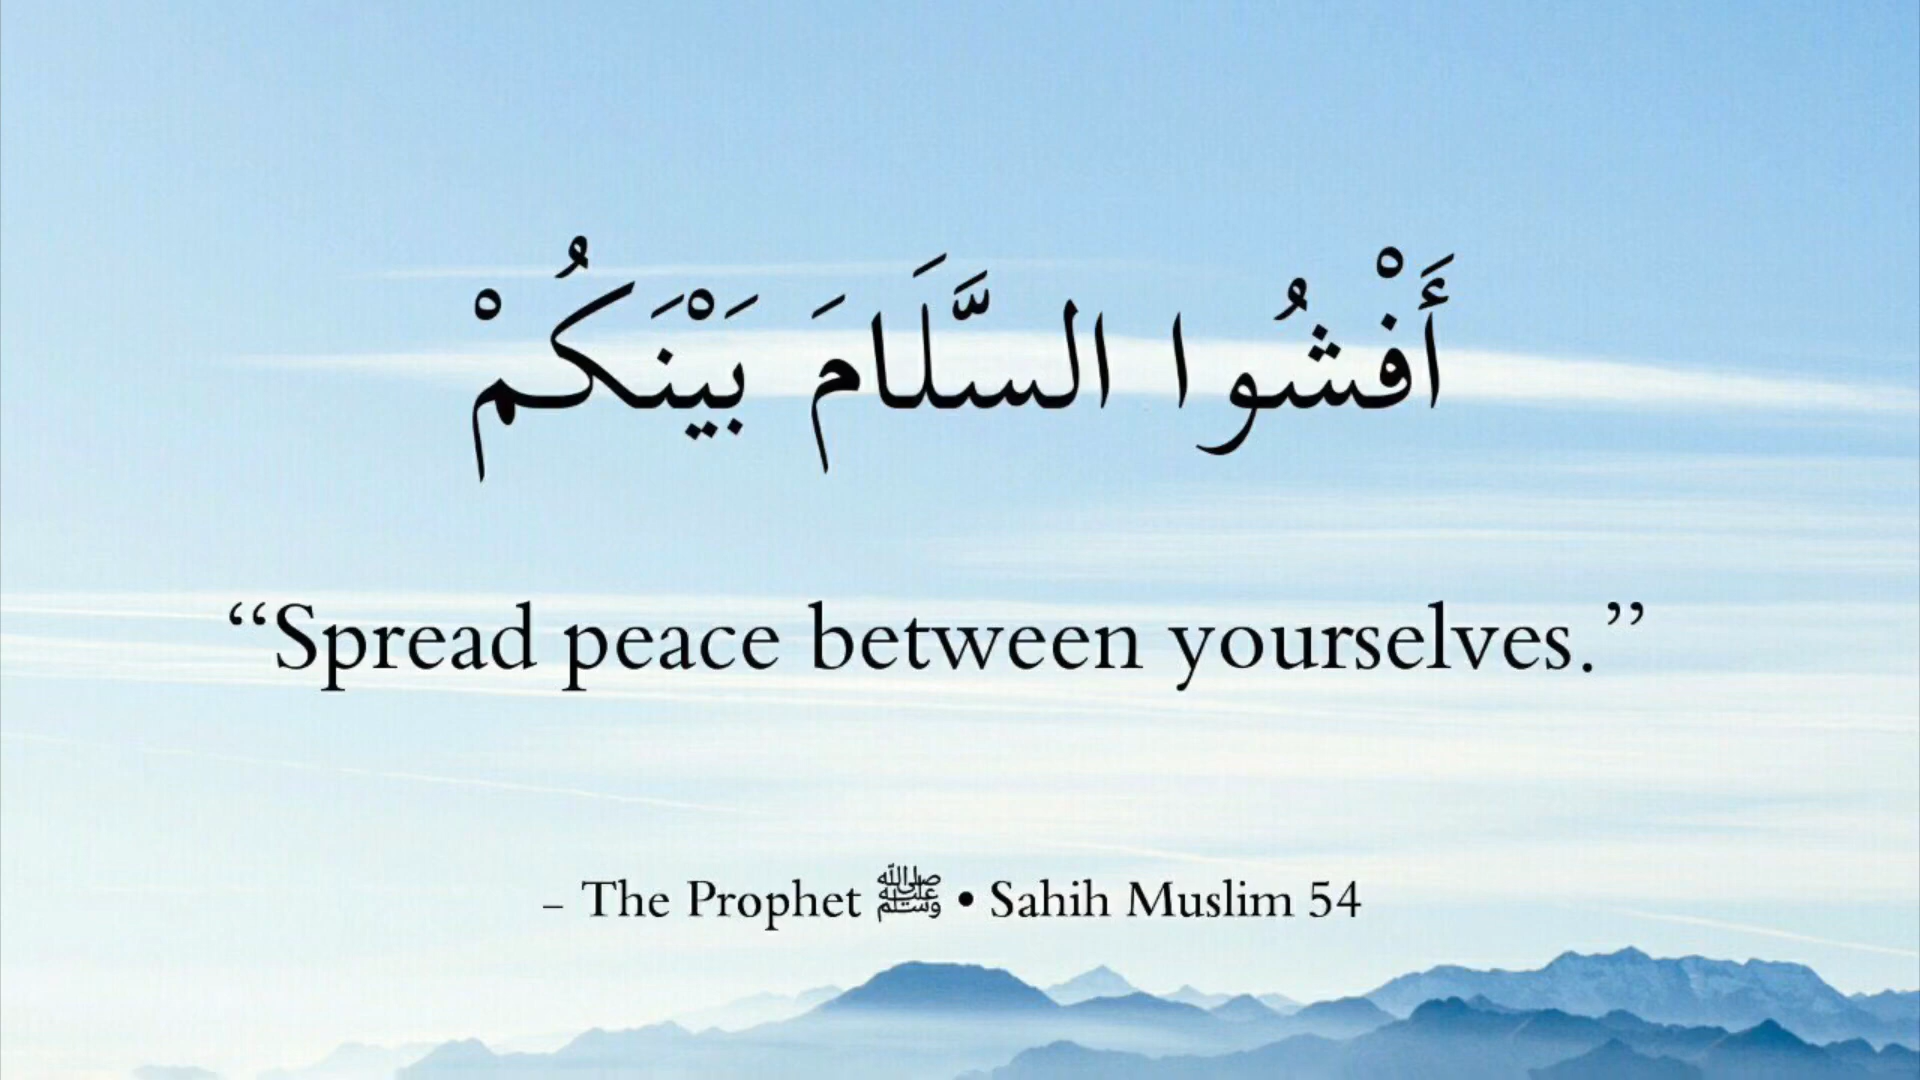 أَفْشُوا السَّلَامَ بَيْنَكُمْ
“Spread peace between yourselves.”
– The Prophet ﷺ • Sahih Muslim 54